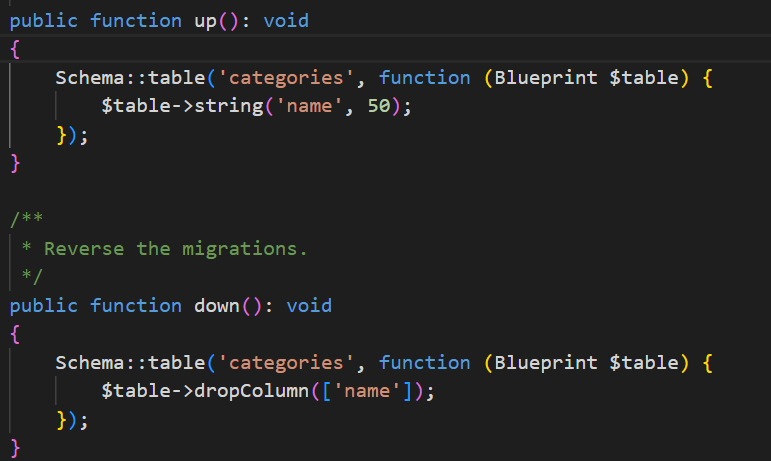 public function up(): void
{
    Schema::table('categories', function (Blueprint $table) {
        $table->string('name', 50);
    });
}

/**
 * Reverse the migrations.
 */
public function down(): void
{
    Schema::table('categories', function (Blueprint $table) {
        $table->dropColumn(['name']);
    });
}